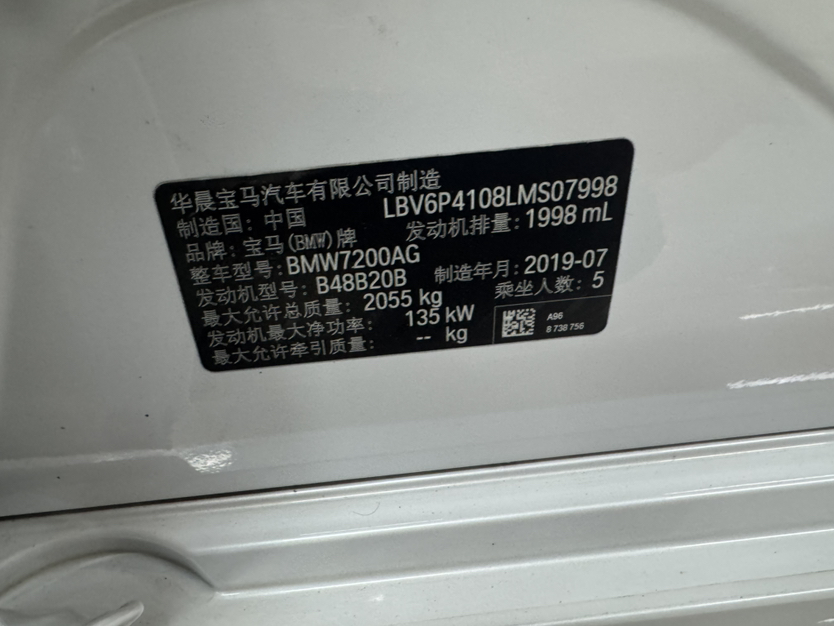 华晨宝马汽车有限公司制造
制造国: 中国 LBV6P4108LMS07998
品牌: 宝马(BMW)牌 发动机排量: 1998 mL
整车型号: BMW7200AG
发动机型号: B48B20B 制造年月: 2019-07
最大允许总质量: 2055 kg 乘坐人数: 5
发动机最大净功率: 135 kW
最大允许牵引质量: -- kg
A96
8 738 756